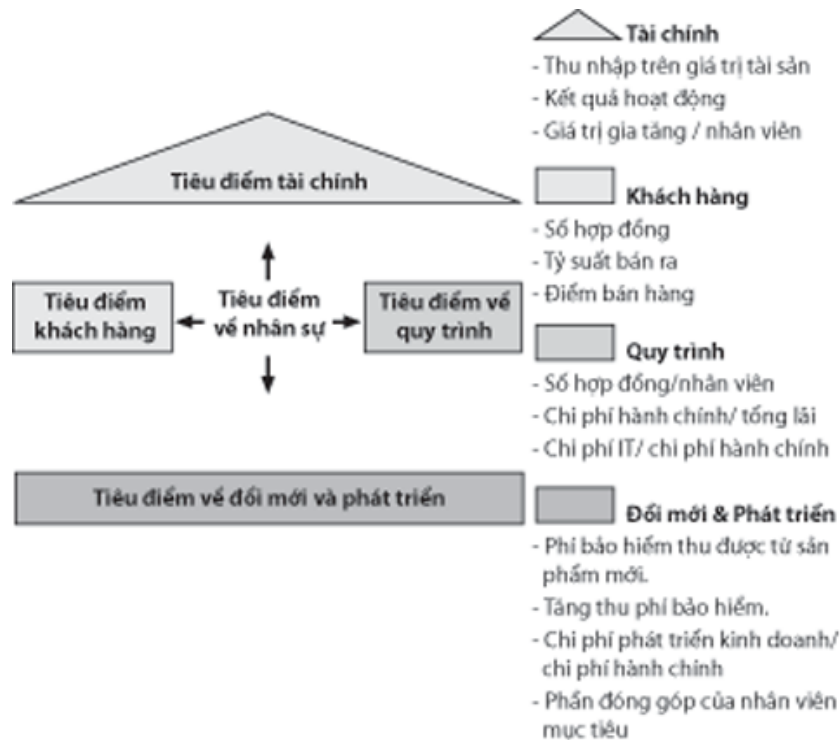 Tiêu điểm tài chính
Tiêu điểm
khách hàng
Tiêu điểm
về nhân sự
Tiêu điểm về
quy trình
Tiêu điểm về đổi mới và phát triển
Tài chính
- Thu nhập trên giá trị tài sản
- Kết quả hoạt động
- Giá trị gia tăng / nhân viên
Khách hàng
- Số hợp đồng
- Tỷ suất bán ra
- Điểm bán hàng
Quy trình
- Số hợp đồng/nhân viên
- Chi phí hành chính/ tổng lãi
- Chi phí IT/ chi phí hành chính
Đổi mới & Phát triển
- Phí bảo hiểm thu được từ sản
phẩm mới.
- Tăng thu phí bảo hiểm.
- Chi phí phát triển kinh doanh/
chi phí hành chính
- Phần đóng góp của nhân viên
mục tiêu